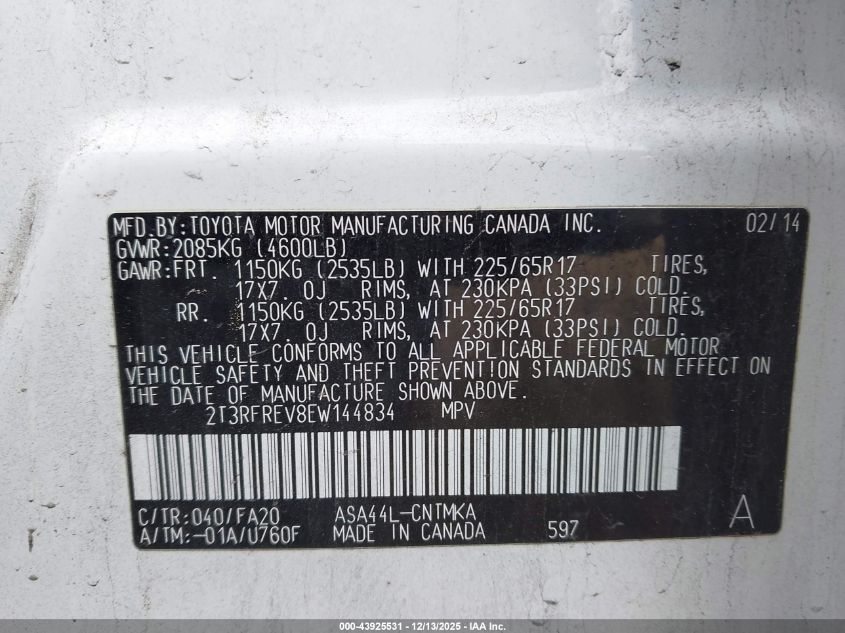 MFD.BY:TOYOTA MOTOR MANUFACTURING CANADA INC. 02/14
GVWR:2085KG (4600LB)
GAWR:FRT. 1150KG (2535LB) WITH 225/65R17 TIRES,
17X7.0J RIMS, AT 230KPA (33PSI) COLD.
RR. 1150KG (2535LB) WITH 225/65R17 TIRES,
17X7.0J RIMS, AT 230KPA (33PSI) COLD.
THIS VEHICLE CONFORMS TO ALL APPLICABLE FEDERAL MOTOR
VEHICLE SAFETY AND THEFT PREVENTION STANDARDS IN EFFECT ON
THE DATE OF MANUFACTURE SHOWN ABOVE.
2T3RFREV8EW144834 MPV
C/TR:040/FA20 ASA44L-CNTMKA
A/TM:-01A/U760F MADE IN CANADA 597 A
000-43925531 - 12/13/2025 - IAA Inc.